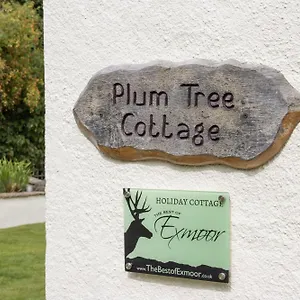 Plum Tree
Cottage
HOLIDAY COTTAGE
THE BEST OF
Exmoor
www.TheBestofExmoor.co.uk